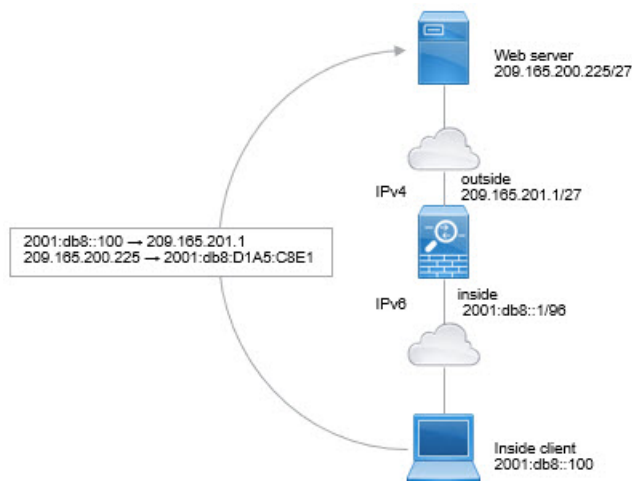 Web server
209.165.200.225/27
outside
209.165.201.1/27
IPv4
2001:db8::100 → 209.165.201.1
209.165.200.225 → 2001:db8:D1A5:C8E1
inside
2001:db8::1/96
IPv6
Inside client
2001:db8::100